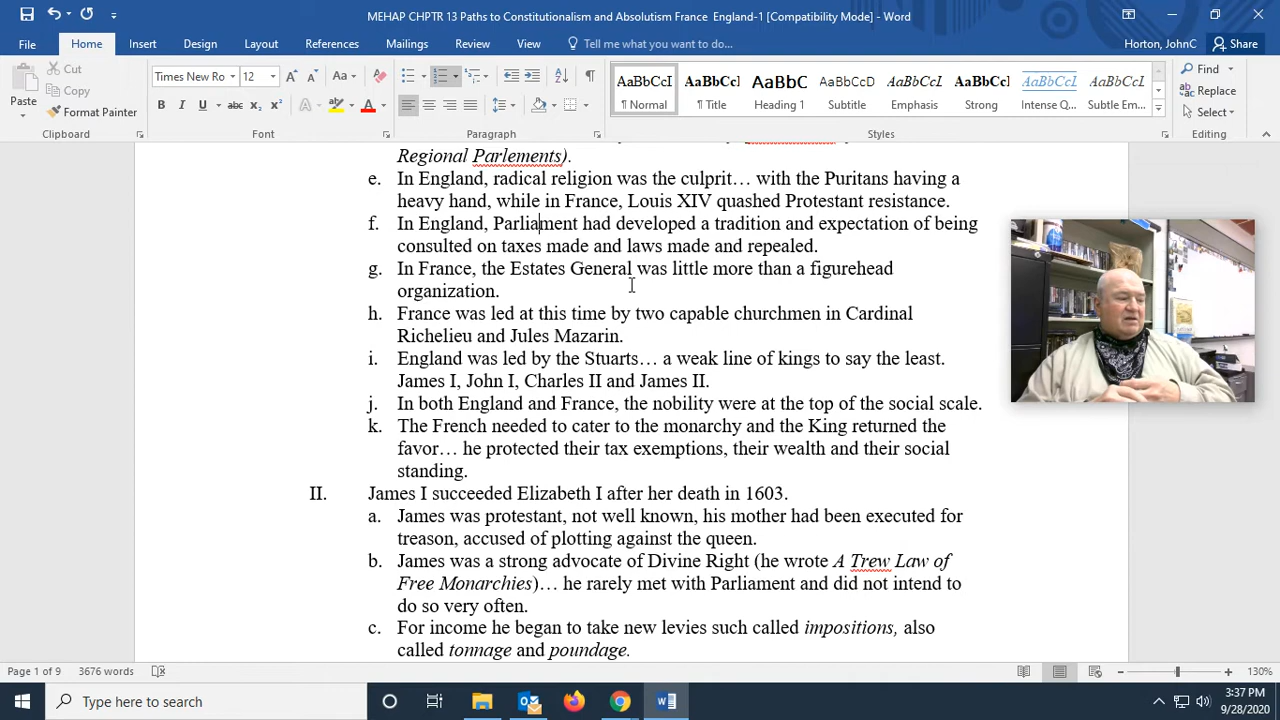 MEHAP CHPTR 13 Paths to Constitutionalism and Absolutism France England-1 [Compatibility Mode] - Word
File Home Insert Design Layout References Mailings Review View Tell me what you want to do... Horton, JohnC Share
Paste Cut Copy Format Painter
Times New Ro 12
AaBbCcI AaBbCcI AaBbCcI AaBbCcD AaBbCcI AaBbCcI AaBbCcI AaBbCcI
¶ Normal ¶ Title Heading 1 Subtitle Emphasis Strong Intense Q... Subtle Em...
Find Replace Select
Clipboard Font Paragraph Styles Editing
Regional Parlements).
e. In England, radical religion was the culprit… with the Puritans having a
heavy hand, while in France, Louis XIV quashed Protestant resistance.
f. In England, Parliament had developed a tradition and expectation of being
consulted on taxes made and laws made and repealed.
g. In France, the Estates General was little more than a figurehead
organization.
h. France was led at this time by two capable churchmen in Cardinal
Richelieu and Jules Mazarin.
i. England was led by the Stuarts… a weak line of kings to say the least.
James I, John I, Charles II and James II.
j. In both England and France, the nobility were at the top of the social scale.
k. The French needed to cater to the monarchy and the King returned the
favor… he protected their tax exemptions, their wealth and their social
standing.
II. James I succeeded Elizabeth I after her death in 1603.
a. James was protestant, not well known, his mother had been executed for
treason, accused of plotting against the queen.
b. James was a strong advocate of Divine Right (he wrote A Trew Law of
Free Monarchies)… he rarely met with Parliament and did not intend to
do so very often.
c. For income he began to take new levies such called impositions, also
called tonnage and poundage.
Page 1 of 9 3676 words 130%
Type here to search
3:37 PM
9/28/2020